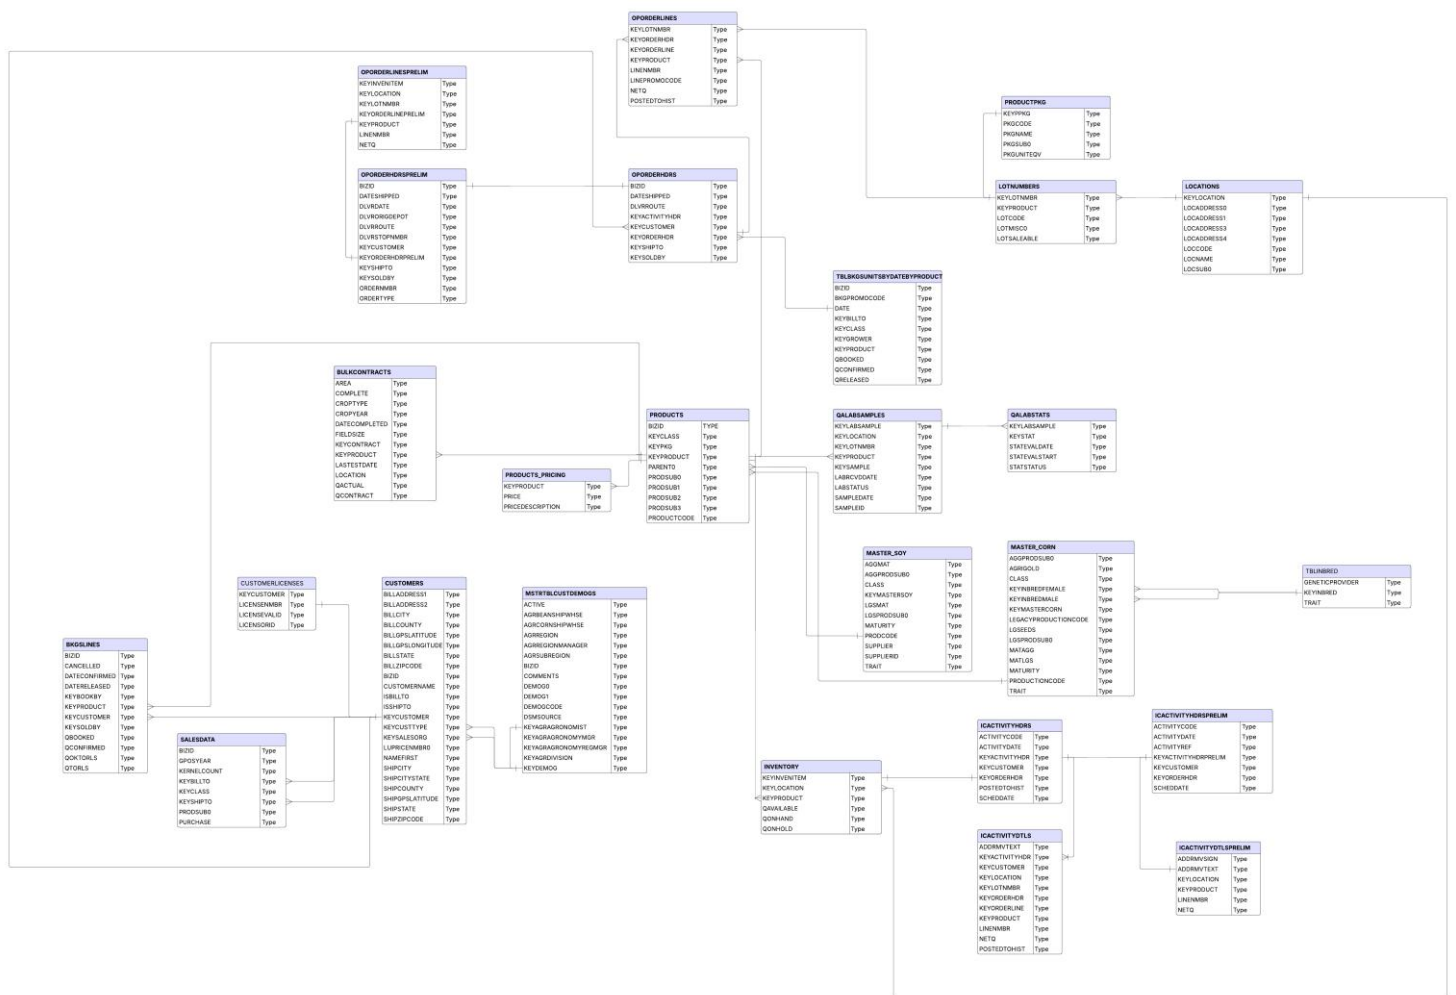 OPORDERLINES
KEYLOTNMBR Type
KEYORDERHDR Type
KEYORDERLINE Type
KEYPRODUCT Type
LINENMBR Type
LINEPROMOCODE Type
NETQ Type
POSTEDTOHIST Type
OPORDERLINESPRELIM
KEYINVENITEM Type
KEYLOCATION Type
KEYLOTNMBR Type
KEYORDERLINEPRELIM Type
KEYPRODUCT Type
LINENMBR Type
NETQ Type
PRODUCTPKG
KEYPPKG Type
PKGCODE Type
PKGNAME Type
PKGSUB0 Type
PKGUNITEQV Type
OPORDERHDRSPRELIM
BIZID Type
DATESHIPPED Type
DLVRDATE Type
DLVRORIGDEPOT Type
DLVRROUTE Type
DLVRSTOPNMBR Type
KEYCUSTOMER Type
KEYORDERHDRPRELIM Type
KEYSHIPTO Type
KEYSOLDBY Type
ORDERNMBR Type
ORDERTYPE Type
OPORDERHDRS
BIZID Type
DATESHIPPED Type
DLVRROUTE Type
KEYACTIVITYHDR Type
KEYCUSTOMER Type
KEYORDERHDR Type
KEYSHIPTO Type
KEYSOLDBY Type
LOTNUMBERS
KEYLOTNMBR Type
KEYPRODUCT Type
LOTCODE Type
LOTMISC0 Type
LOTSALEABLE Type
LOCATIONS
KEYLOCATION Type
LOCADDRESS0 Type
LOCADDRESS1 Type
LOCADDRESS3 Type
LOCADDRESS4 Type
LOCCODE Type
LOCNAME Type
LOCSUB0 Type
TBLBKGSUNITSBYDATEBYPRODUCT
BIZID Type
BKGPROMOCODE Type
DATE Type
KEYBILLTO Type
KEYCLASS Type
KEYGROWER Type
KEYPRODUCT Type
QBOOKED Type
QCONFIRMED Type
QRELEASED Type
BULKCONTRACTS
AREA Type
COMPLETE Type
CROPTYPE Type
CROPYEAR Type
DATECOMPLETED Type
FIELDSIZE Type
KEYCONTRACT Type
KEYPRODUCT Type
LASTESTDATE Type
LOCATION Type
QACTUAL Type
QCONTRACT Type
PRODUCTS
BIZID TYPE
KEYCLASS Type
KEYPKG Type
KEYPRODUCT Type
PARENT0 Type
PRODSUB0 Type
PRODSUB1 Type
PRODSUB2 Type
PRODSUB3 Type
PRODUCTCODE Type
QALABSAMPLES
KEYLABSAMPLE Type
KEYLOCATION Type
KEYLOTNMBR Type
KEYPRODUCT Type
KEYSAMPLE Type
LABRCVDDATE Type
LABSTATUS Type
SAMPLEDATE Type
SAMPLEID Type
QALABSTATS
KEYLABSAMPLE Type
KEYSTAT Type
STATEVALDATE Type
STATEVALSTART Type
STATSTATUS Type
PRODUCTS_PRICING
KEYPRODUCT Type
PRICE Type
PRICEDESCRIPTION Type
MASTER_SOY
AGGMAT Type
AGGPRODSUB0 Type
CLASS Type
KEYMASTERSOY Type
LGSMAT Type
LGSPRODSUB0 Type
MATURITY Type
PRODCODE Type
SUPPLIER Type
SUPPLIERID Type
TRAIT Type
MASTER_CORN
AGGPRODSUB0 Type
AGRIGOLD Type
CLASS Type
KEYINBREDFEMALE Type
KEYINBREDMALE Type
KEYMASTERCORN Type
LEGACYPRODUCTIONCODE Type
LGSEEDS Type
LGSPRODSUB0 Type
MATAGG Type
MATLGS Type
MATURITY Type
PRODUCTIONCODE Type
TRAIT Type
TBLINBRED
GENETICPROVIDER Type
KEYINBRED Type
TRAIT Type
CUSTOMERLICENSES
KEYCUSTOMER Type
LICENSENMBR Type
LICENSEVALID Type
LICENSORID Type
CUSTOMERS
BILLADDRESS1 Type
BILLADDRESS2 Type
BILLCITY Type
BILLCOUNTY Type
BILLGPSLATITUDE Type
BILLGPSLONGITUDE Type
BILLSTATE Type
BILLZIPCODE Type
BIZID Type
CUSTOMERNAME Type
ISBILLTO Type
ISSHIPTO Type
KEYCUSTOMER Type
KEYCUSTTYPE Type
KEYSALESORG Type
LUPRICENMBR0 Type
NAMEFIRST Type
SHIPCITY Type
SHIPCITYSTATE Type
SHIPCOUNTY Type
SHIPGPSLATITUDE Type
SHIPSTATE Type
SHIPZIPCODE Type
MSTRTBLCUSTDEMOGS
ACTIVE Type
AGRBEANSHIPWHSE Type
AGRCORNSHIPWHSE Type
AGRREGION Type
AGRREGIONMANAGER Type
AGRSUBREGION Type
BIZID Type
COMMENTS Type
DEMOG0 Type
DEMOG1 Type
DEMOGCODE Type
DSMSOURCE Type
KEYAGRAGRONOMIST Type
KEYAGRAGRONOMYMGR Type
KEYAGRAGRONOMYREGMGR Type
KEYAGRDIVISION Type
KEYDEMOG Type
BKGSLINES
BIZID Type
CANCELLED Type
DATECONFIRMED Type
DATERELEASED Type
KEYBOOKBY Type
KEYPRODUCT Type
KEYCUSTOMER Type
KEYSOLDBY Type
QBOOKED Type
QCONFIRMED Type
QOKTORLS Type
QTORLS Type
SALESDATA
BIZID Type
GPOSYEAR Type
KERNELCOUNT Type
KEYBILLTO Type
KEYCLASS Type
KEYSHIPTO Type
PRODSUB0 Type
PURCHASE Type
INVENTORY
KEYINVENITEM Type
KEYLOCATION Type
KEYPRODUCT Type
QAVAILABLE Type
QONHAND Type
QONHOLD Type
ICACTIVITYHDRS
ACTIVITYCODE Type
ACTIVITYDATE Type
KEYACTIVITYHDR Type
KEYCUSTOMER Type
KEYORDERHDR Type
POSTEDTOHIST Type
SCHEDDATE Type
ICACTIVITYHDRSPRELIM
ACTIVITYCODE Type
ACTIVITYDATE Type
ACTIVITYREF Type
KEYACTIVITYHDRPRELIM Type
KEYCUSTOMER Type
KEYORDERHDR Type
SCHEDDATE Type
ICACTIVITYDTLS
ADDRMVTEXT Type
KEYACTIVITYHDR Type
KEYCUSTOMER Type
KEYLOCATION Type
KEYLOTNMBR Type
KEYORDERHDR Type
KEYORDERLINE Type
KEYPRODUCT Type
LINENMBR Type
NETQ Type
POSTEDTOHIST Type
ICACTIVITYDTLSPRELIM
ADDRMVSIGN Type
ADDRMVTEXT Type
KEYLOCATION Type
KEYPRODUCT Type
LINENMBR Type
NETQ Type